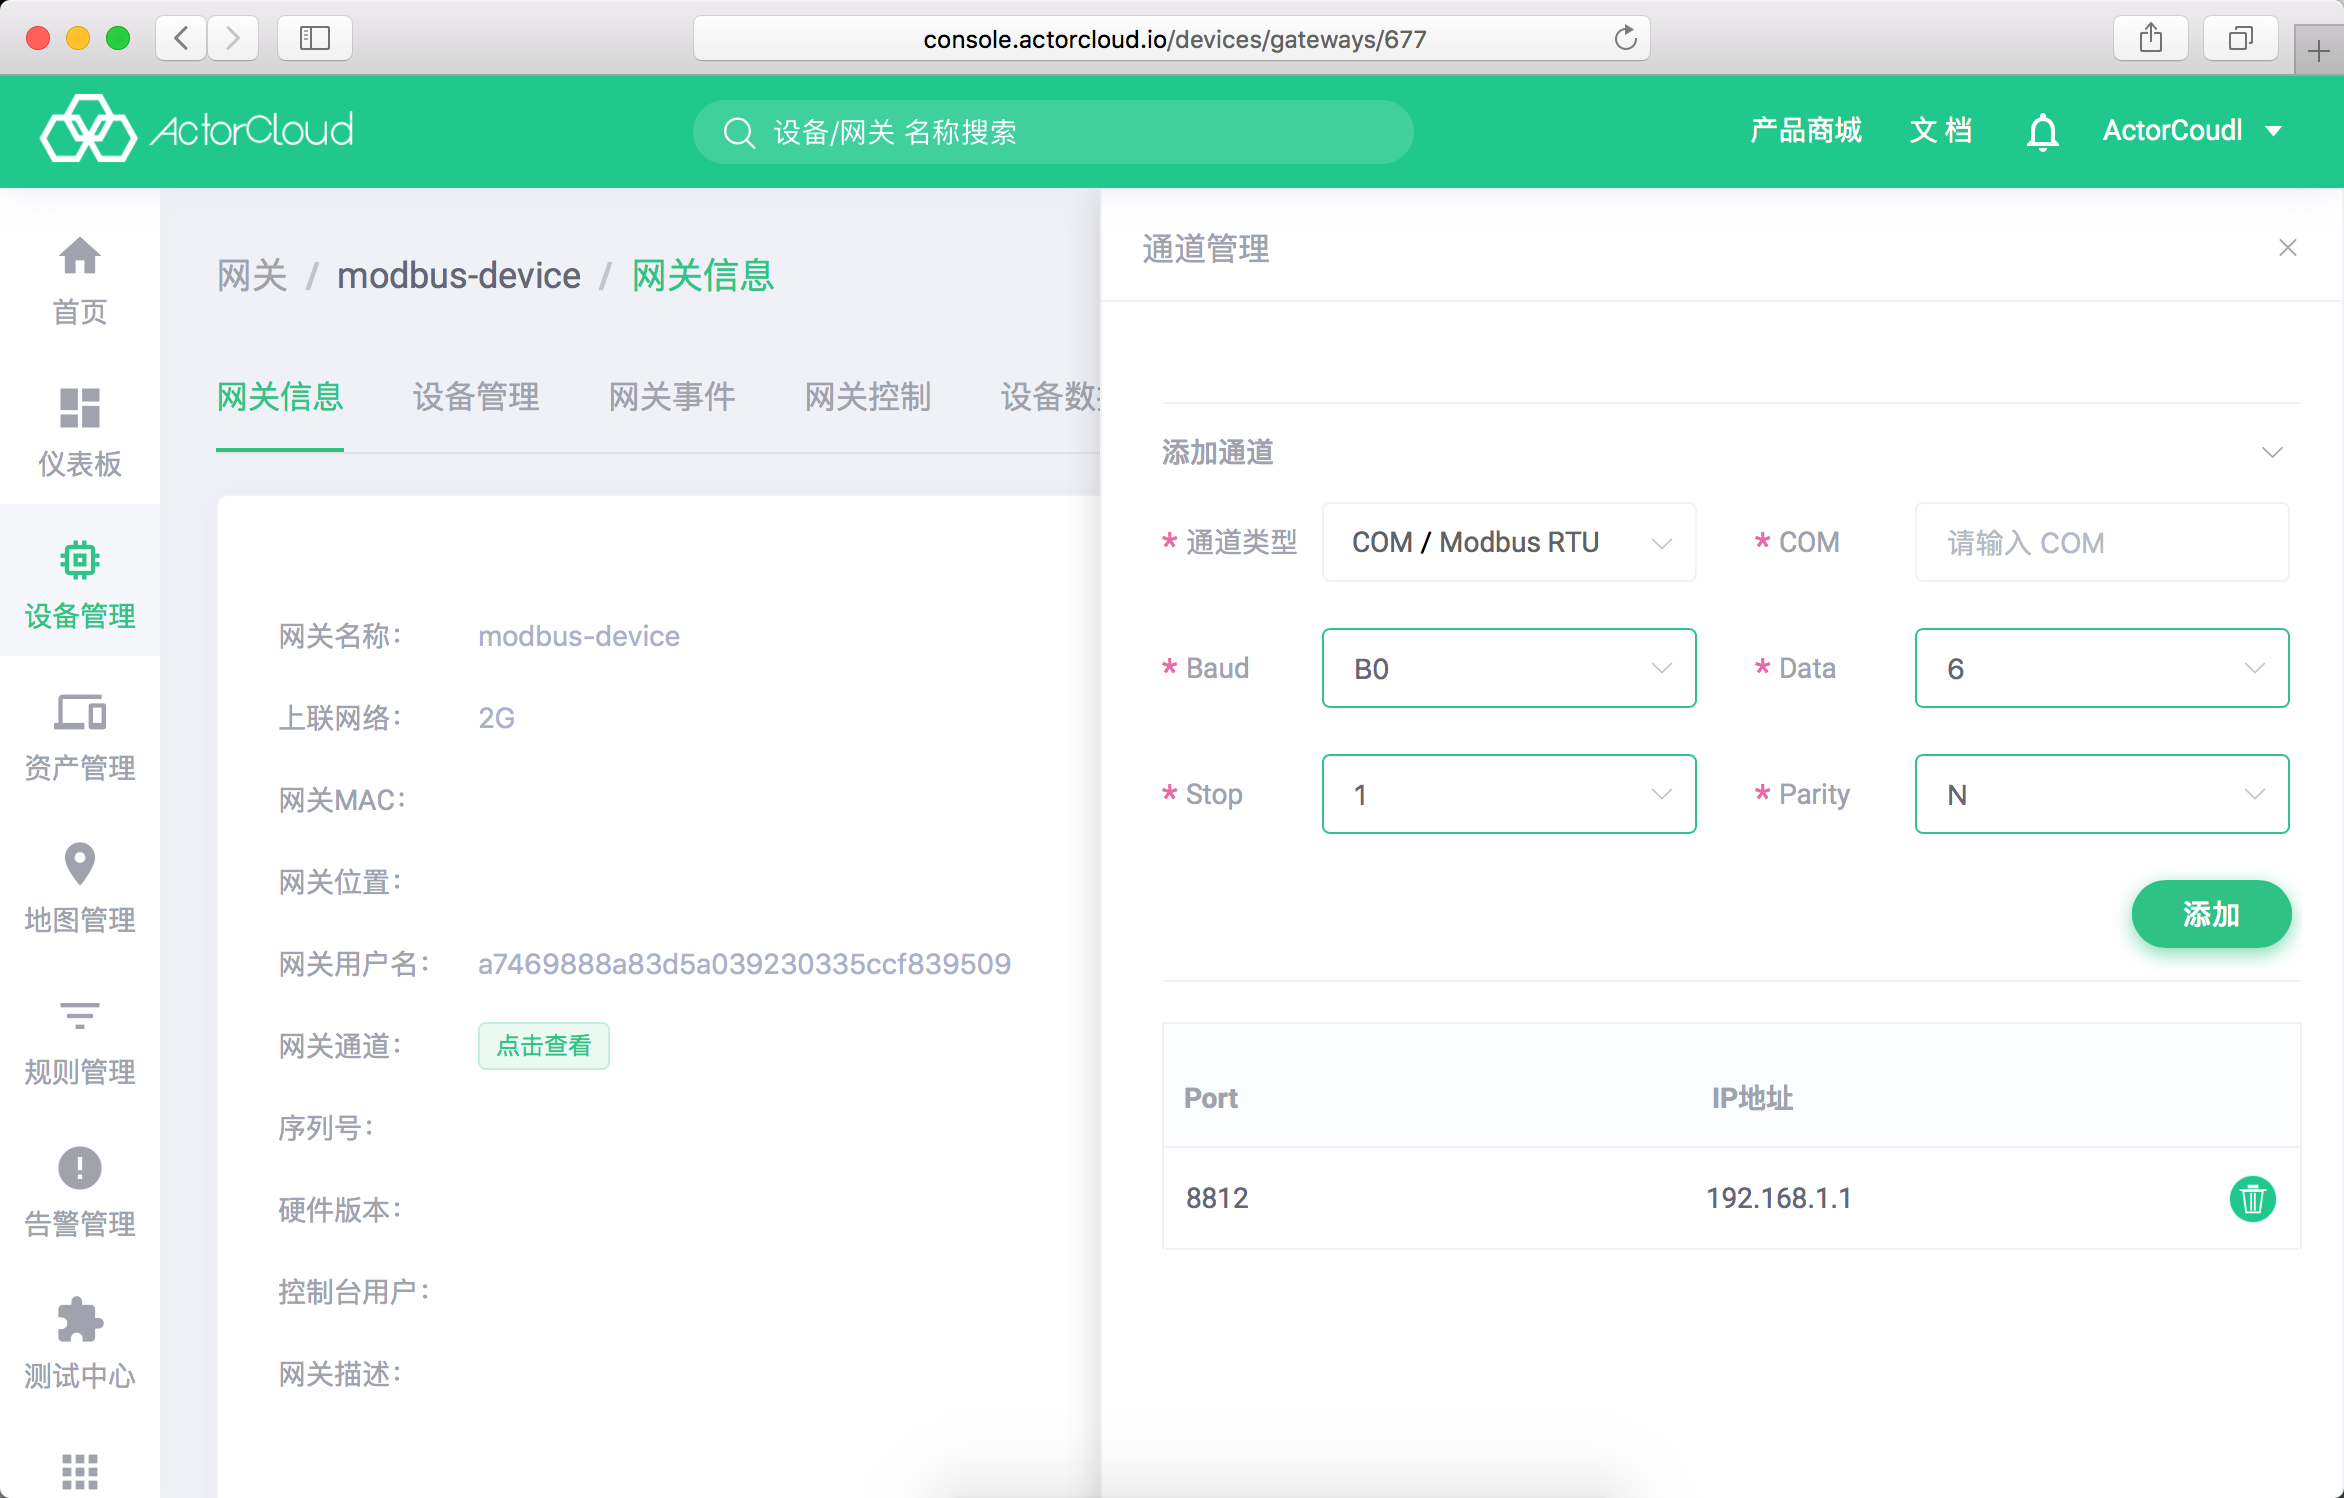 console.actorcloud.io/devices/gateways/677
ActorCloud
设备/网关 名称搜索
产品商城
文 档
ActorCoudl
首页
仪表板
设备管理
资产管理
地图管理
规则管理
告警管理
测试中心
网关 / modbus-device / 网关信息
网关信息
设备管理
网关事件
网关控制
设备数
网关名称： modbus-device
上联网络： 2G
网关MAC：
网关位置：
网关用户名： a7469888a83d5a039230335ccf839509
网关通道： 点击查看
序列号：
硬件版本：
控制台用户：
网关描述：
通道管理
添加通道
* 通道类型 COM / Modbus RTU
* COM 请输入 COM
* Baud B0
* Data 6
* Stop 1
* Parity N
添加
Port IP地址
8812 192.168.1.1